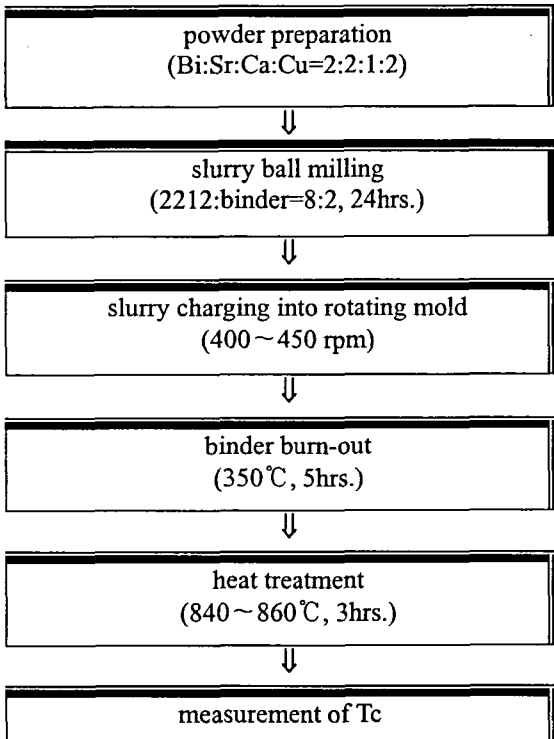 powder preparation
(Bi:Sr:Ca:Cu=2:2:1:2)
⇓
slurry ball milling
(2212:binder=8:2, 24hrs.)
⇓
slurry charging into rotating mold
(400～450 rpm)
⇓
binder burn-out
(350℃, 5hrs.)
⇓
heat treatment
(840～860℃, 3hrs.)
⇓
measurement of Tc